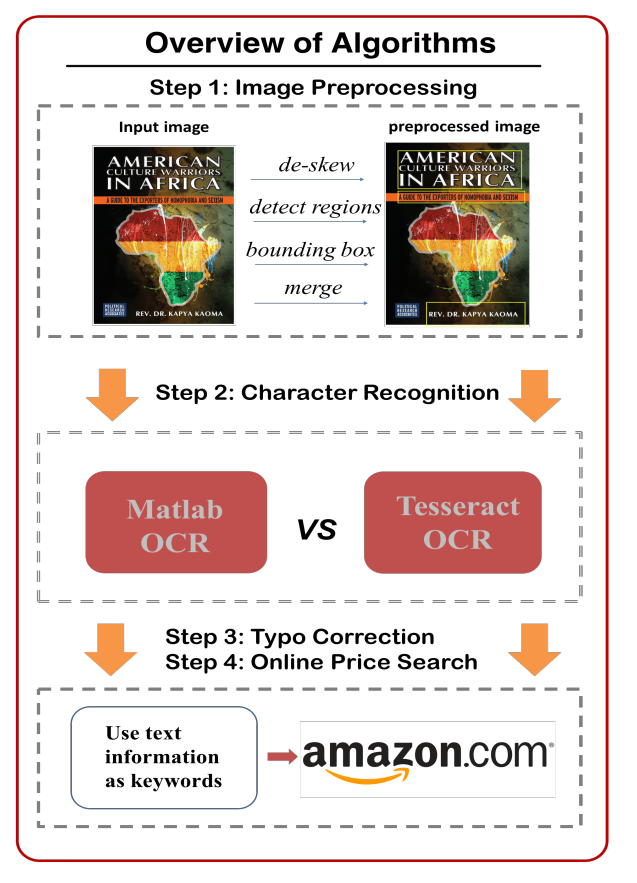 Overview of Algorithms
Step 1: Image Preprocessing
Input image
preprocessed image
AMERICAN
CULTURE WARRIORS
IN AFRICA
A GUIDE TO THE EXPORTERS OF HOMOPHOBIA AND SEXISM
POLITICAL
RESEARCH
ASSOCIATES
REV. DR. KAPYA KAOMA
de-skew
detect regions
bounding box
merge
AMERICAN
CULTURE WARRIORS
IN AFRICA
A GUIDE TO THE EXPORTERS OF HOMOPHOBIA AND SEXISM
POLITICAL
RESEARCH
ASSOCIATES
REV. DR. KAPYA KAOMA
Step 2: Character Recognition
Matlab
OCR
VS
Tesseract
OCR
Step 3: Typo Correction
Step 4: Online Price Search
Use text
information
as keywords
amazon.com®